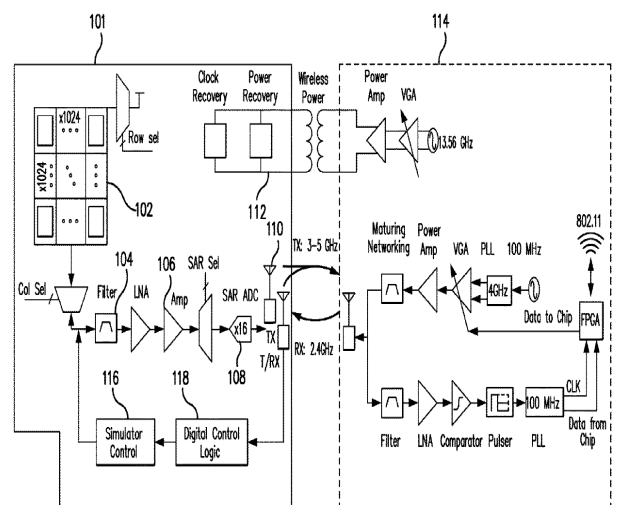 101
114
Clock
Recovery
Power
Recovery
Wireless
Power
Power
Amp
VGA
13.56 GHz
x1024
x1024
Row sel
102
112
110
TX: 3-5 GHz
Maturing
Networking
Power
Amp
VGA
PLL
100 MHz
802.11
4GHz
FPGA
Data to Chip
Col Sel
104
Filter
LNA
106
Amp
SAR Sel
SAR ADC
x16
108
TX
T/RX
RX: 2.4GHz
116
118
Simulator
Control
Digital Control
Logic
100 MHz
CLK
Data from
Chip
Filter
LNA
Comparator
Pulser
PLL